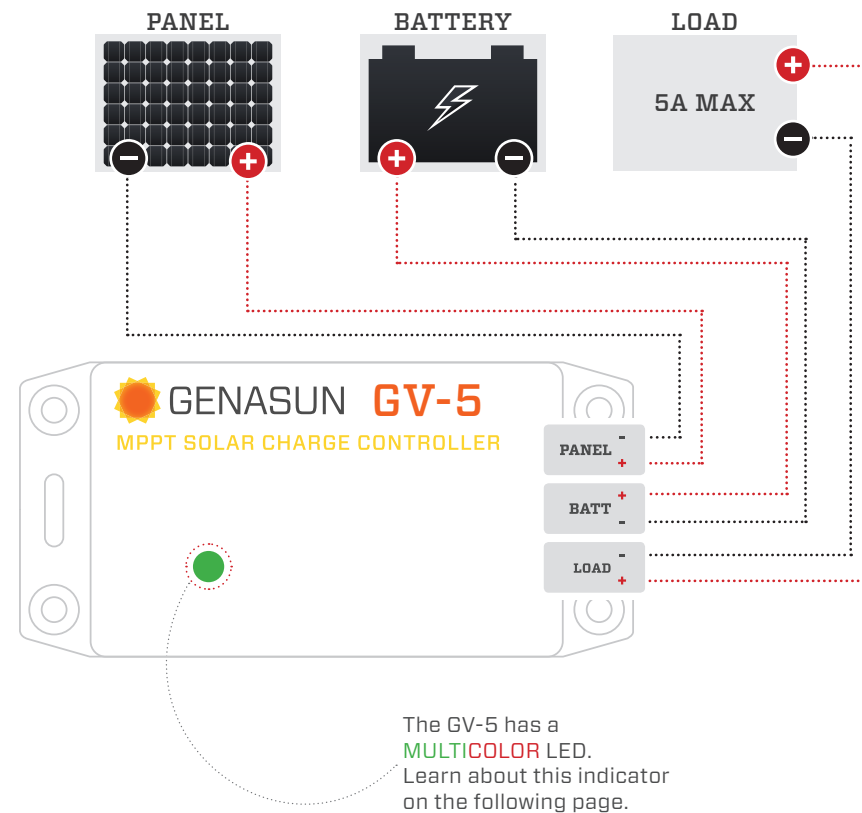 PANEL
BATTERY
LOAD
5A MAX
+
-
-
+
+
-
GENASUN GV-5
MPPT SOLAR CHARGE CONTROLLER
PANEL - +
BATT + -
LOAD - +
The GV-5 has a
MULTICOLOR LED.
Learn about this indicator
on the following page.